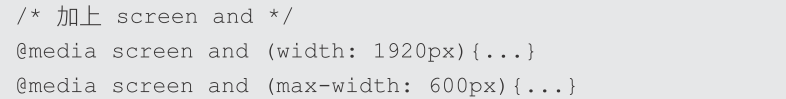 /* 加上 screen and */
@media screen and (width: 1920px){...}
@media screen and (max-width: 600px){...}